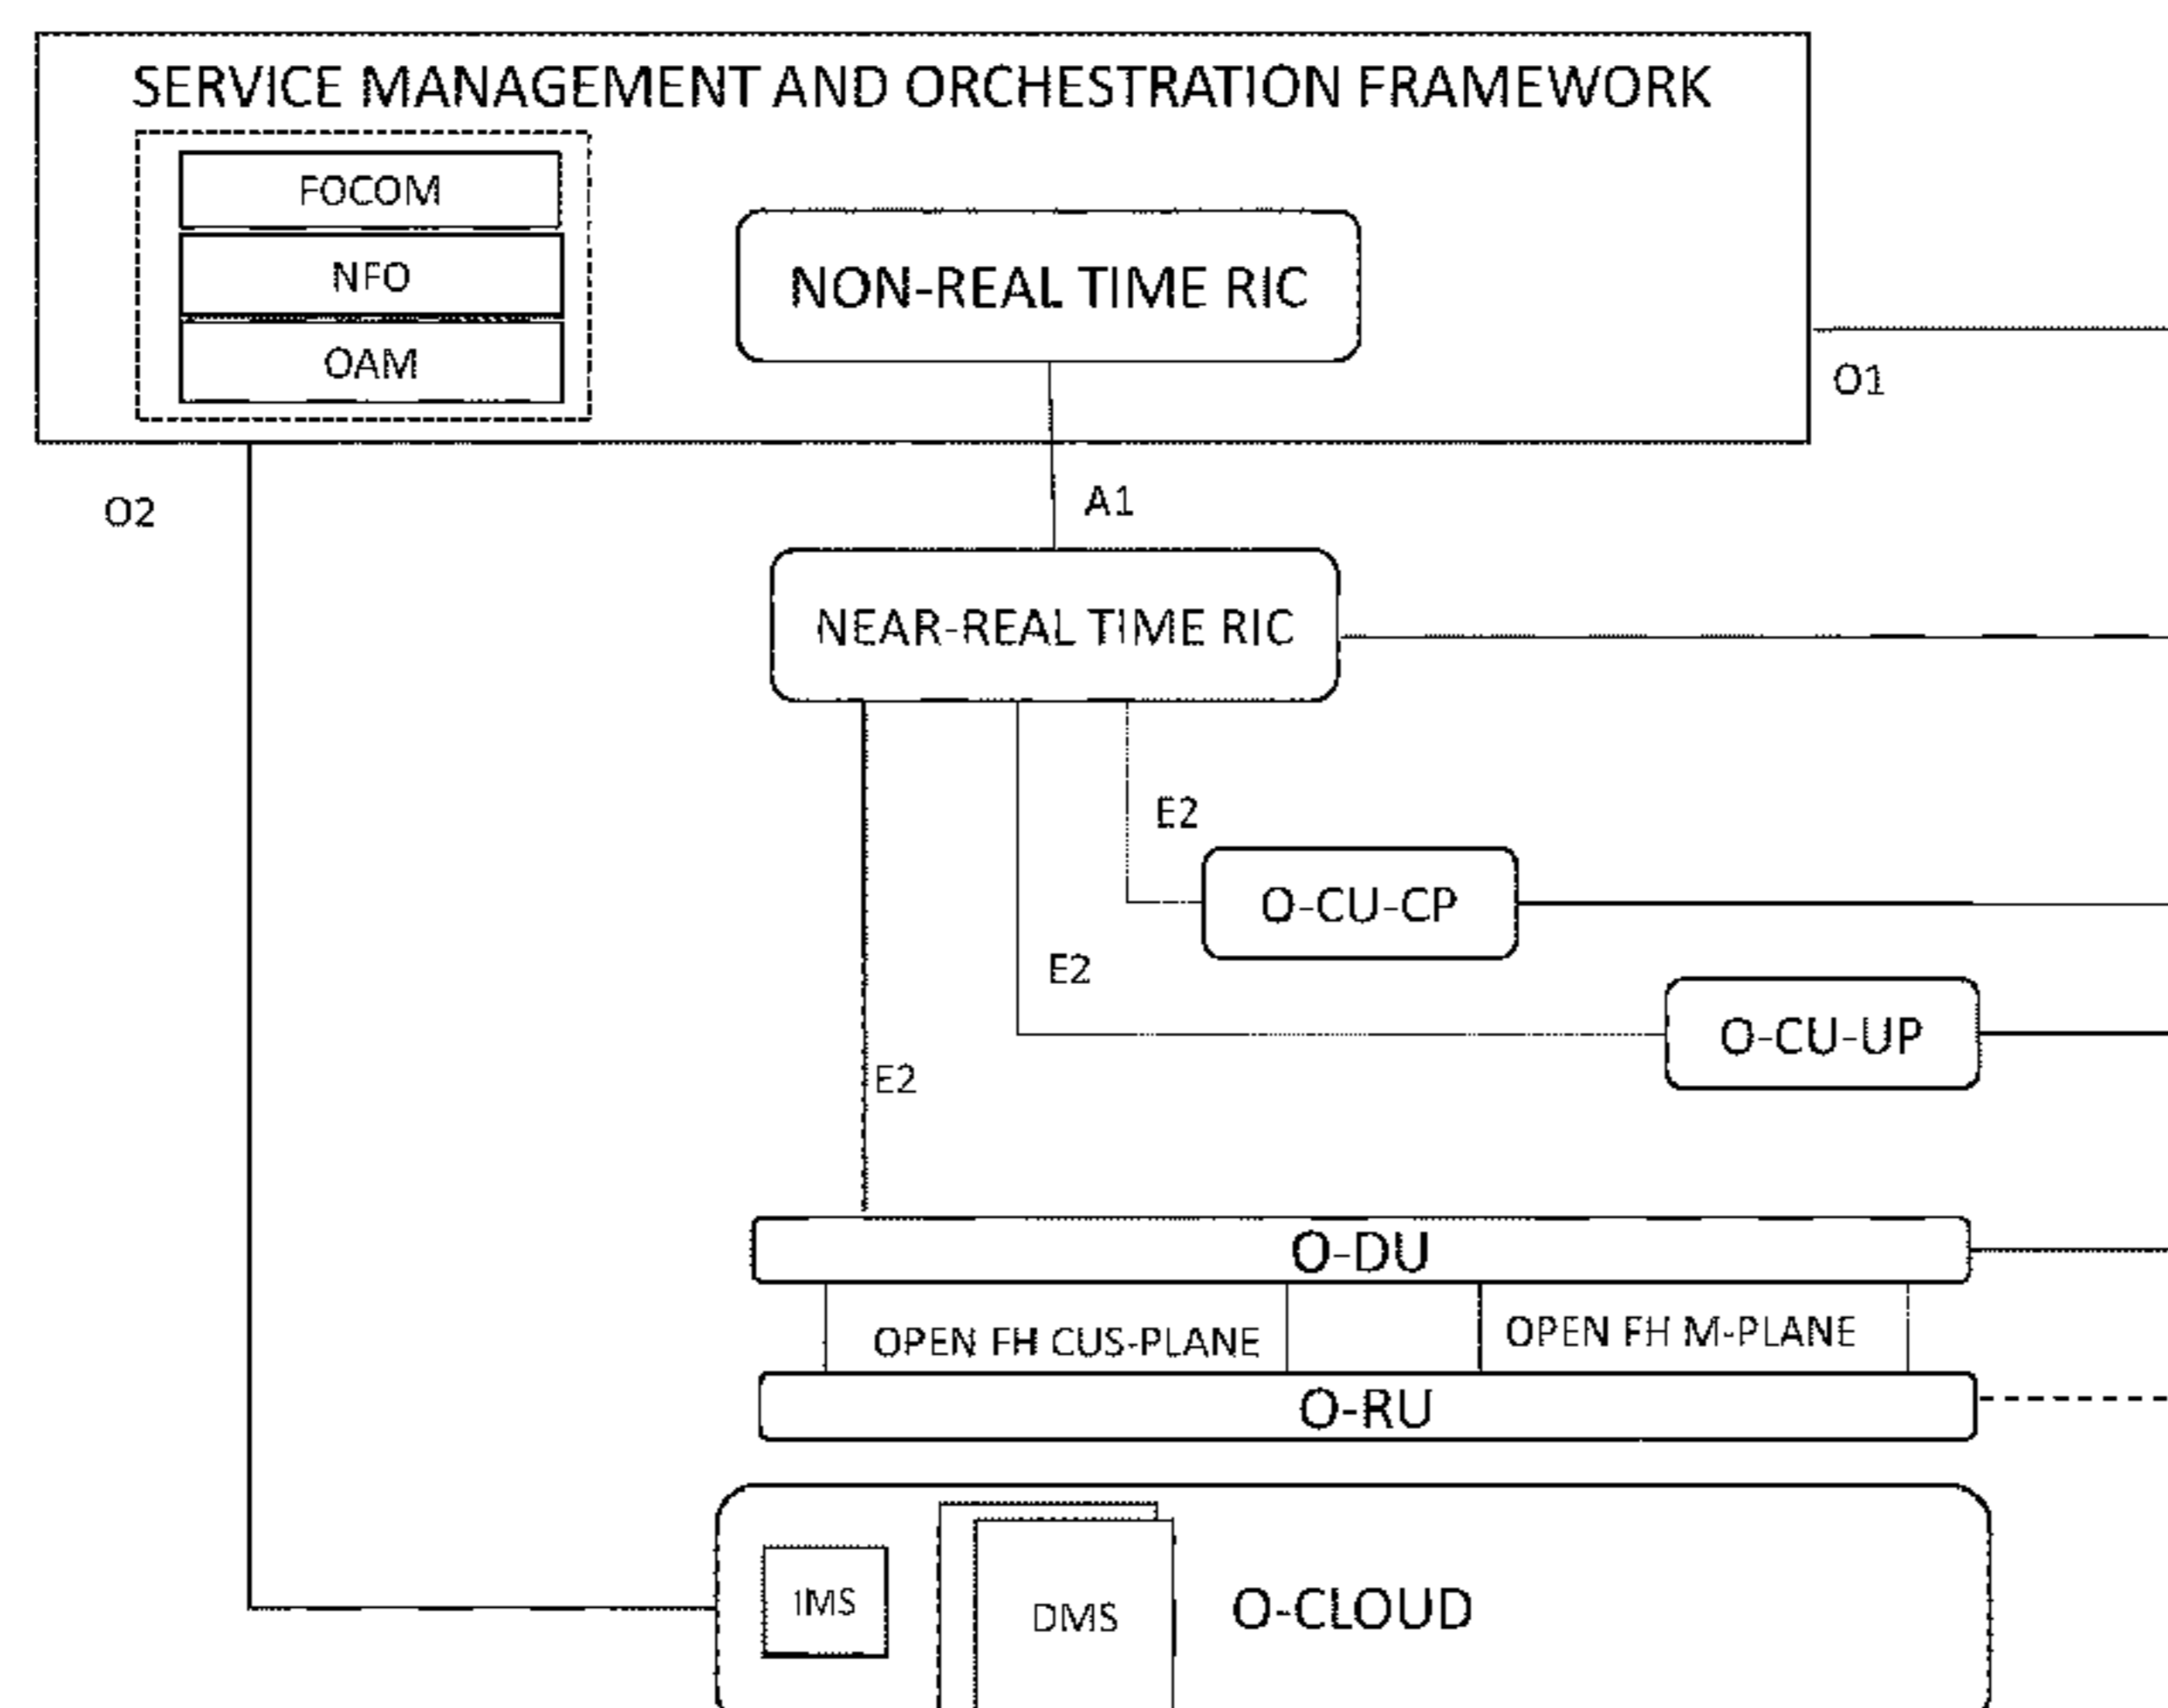 SERVICE MANAGEMENT AND ORCHESTRATION FRAMEWORK
FOCOM
NFO
OAM
NON-REAL TIME RIC
O1
O2
A1
NEAR-REAL TIME RIC
E2
O-CU-CP
E2
O-CU-UP
E2
O-DU
OPEN FH CUS-PLANE
OPEN FH M-PLANE
O-RU
IMS
DMS
O-CLOUD